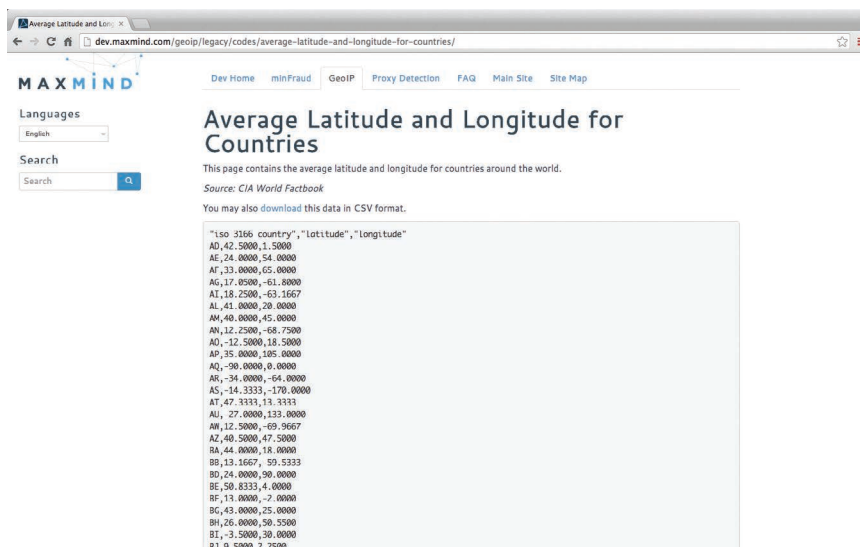 Average Latitude and Long
dev.maxmind.com/geoip/legacy/codes/average-latitude-and-longitude-for-countries/
MAXMIND
Dev Home minFraud GeoIP Proxy Detection FAQ Main Site Site Map
Languages
English
Search
Search
Average Latitude and Longitude for
Countries
This page contains the average latitude and longitude for countries around the world.
Source: CIA World Factbook
You may also download this data in CSV format.
"iso 3166 country","latitude","longitude"
AD,42.5000,1.5000
AE,24.0000,54.0000
AF,33.0000,65.0000
AG,17.0500,-61.8000
AI,18.2500,-63.1667
AL,41.0000,20.0000
AM,40.0000,45.0000
AN,12.2500,-68.7500
AO,-12.5000,18.5000
AP,35.0000,105.0000
AQ,-90.0000,0.0000
AR,-34.0000,-64.0000
AS,-14.3333,-170.0000
AT,47.3333,13.3333
AU, 27.0000,133.0000
AW,12.5000,-69.9667
AZ,40.5000,47.5000
BA,44.0000,18.0000
BB,13.1667, 59.5333
BD,24.0000,90.0000
BE,50.8333,4.0000
BF,13.0000,-2.0000
BG,43.0000,25.0000
BH,26.0000,50.5500
BI,-3.5000,30.0000
BJ,9.5000,2.2500